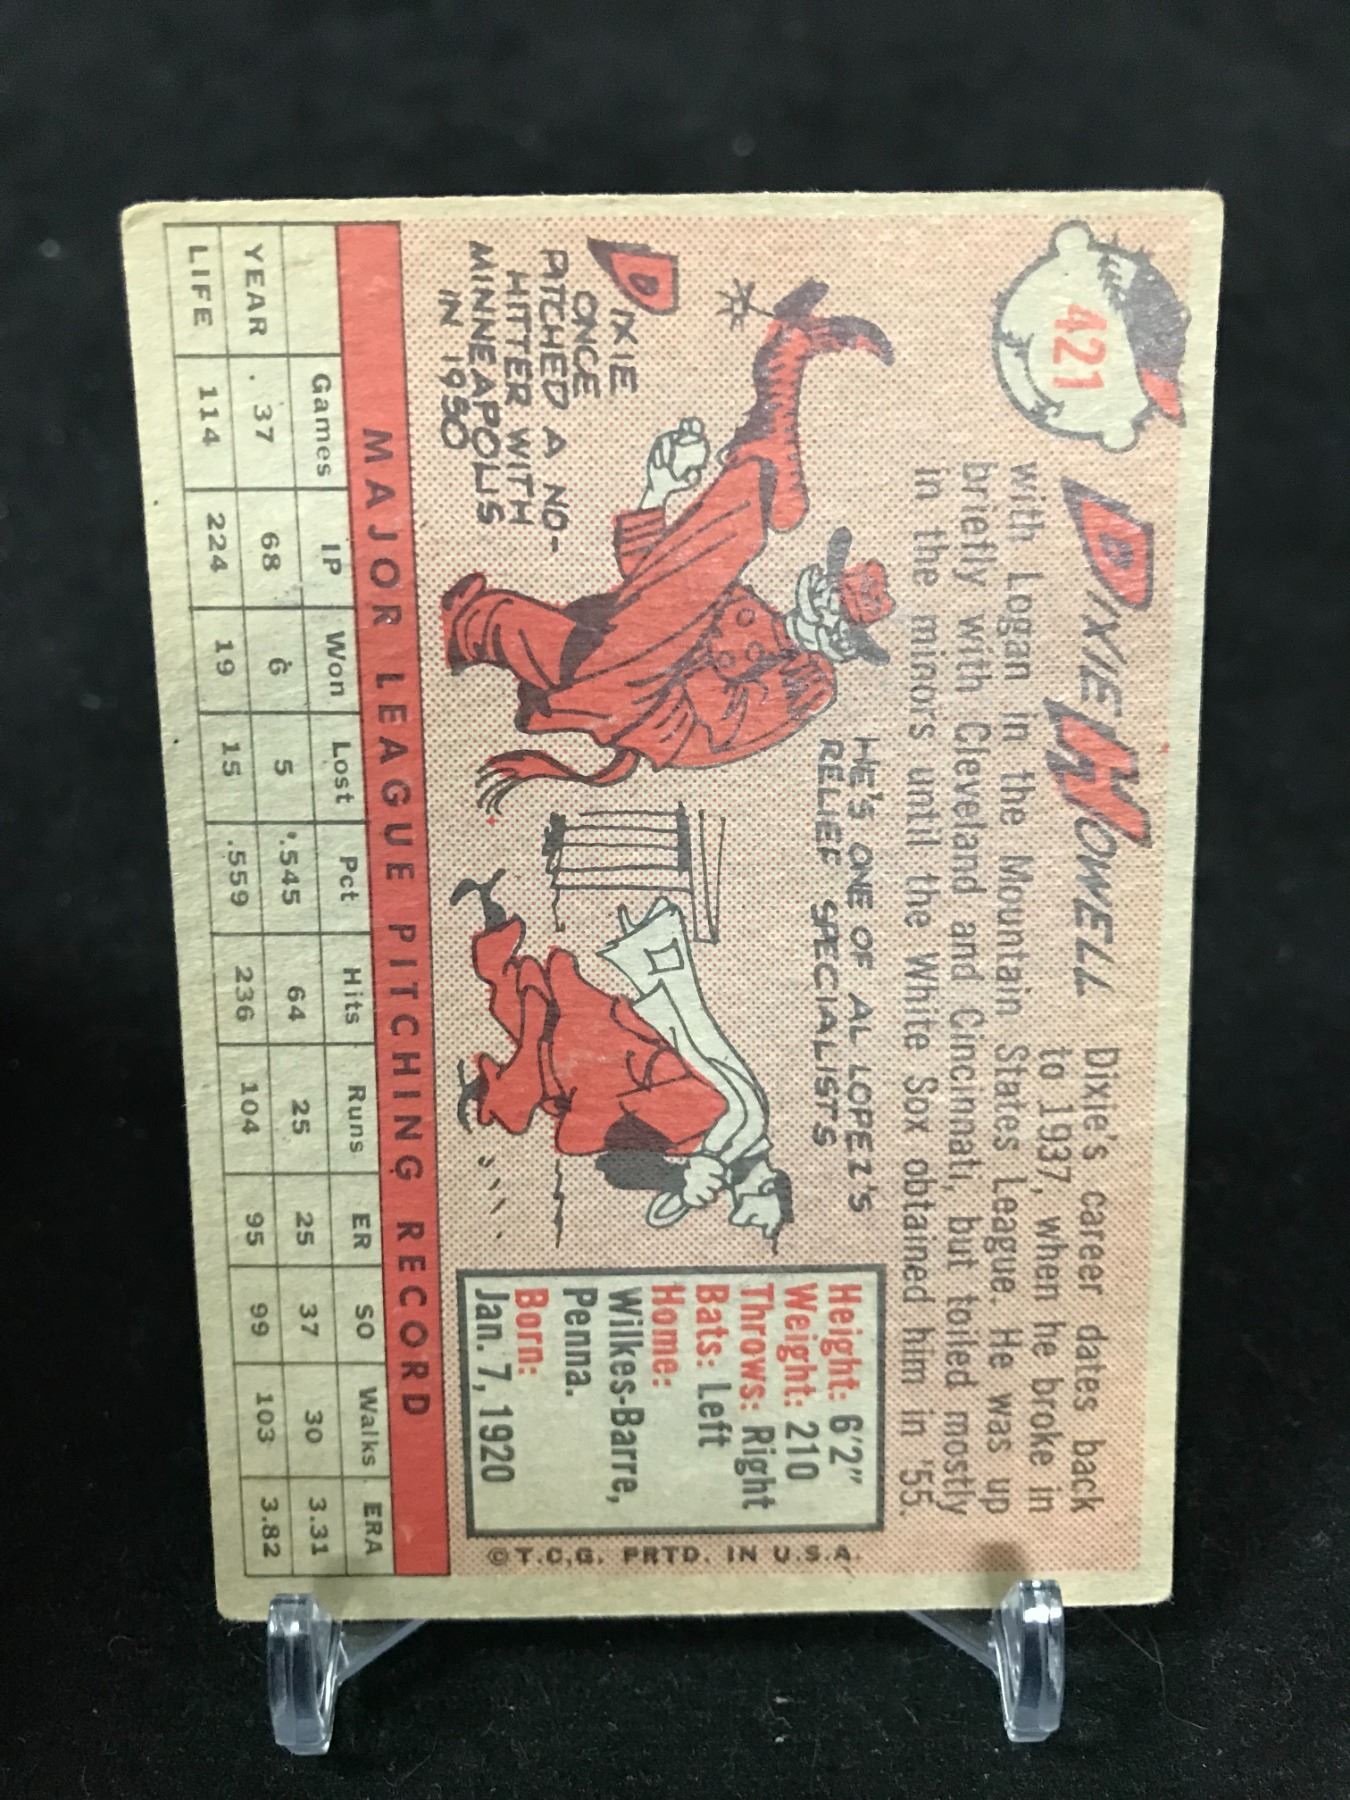 421
DIXIE HOWELL
Dixie's career dates back
to 1937, when he broke in
with Logan in the Mountain States League. He was up
briefly with Cleveland and Cincinnati, but toiled mostly
in the minors until the White Sox obtained him in '55.
HE'S ONE OF AL LOPEZ'S
RELIEF SPECIALISTS
DIXIE
ONCE
PITCHED A NO-
HITTER WITH
MINNEAPOLIS
IN 1950
Height: 6'2"
Weight: 210
Throws: Right
Bats: Left
Home:
Wilkes-Barre,
Penna.
Born:
Jan. 7, 1920
© T.C.G. PRTD. IN U.S.A.
MAJOR LEAGUE PITCHING RECORD
Games IP Won Lost Pct Hits Runs ER SO Walks ERA
YEAR 37 68 6 5 .545 64 25 25 37 30 3.31
LIFE 114 224 19 15 .559 236 104 95 99 103 3.82